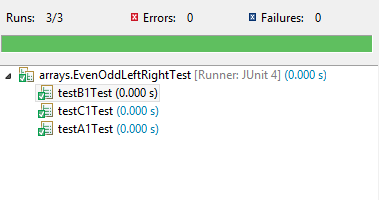 Runs: 3/3 Errors: 0 Failures: 0
arrays.EvenOddLeftRightTest [Runner: JUnit 4] (0.000 s)
testB1Test (0.000 s)
testC1Test (0.000 s)
testA1Test (0.000 s)